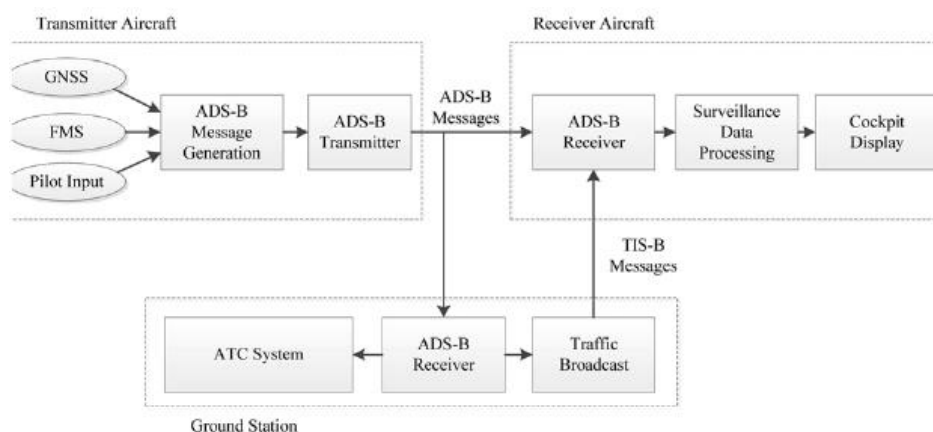 Transmitter Aircraft
Receiver Aircraft
GNSS
FMS
Pilot Input
ADS-B
Message
Generation
ADS-B
Transmitter
ADS-B
Messages
ADS-B
Receiver
Surveillance
Data
Processing
Cockpit
Display
TIS-B
Messages
ATC System
ADS-B
Receiver
Traffic
Broadcast
Ground Station